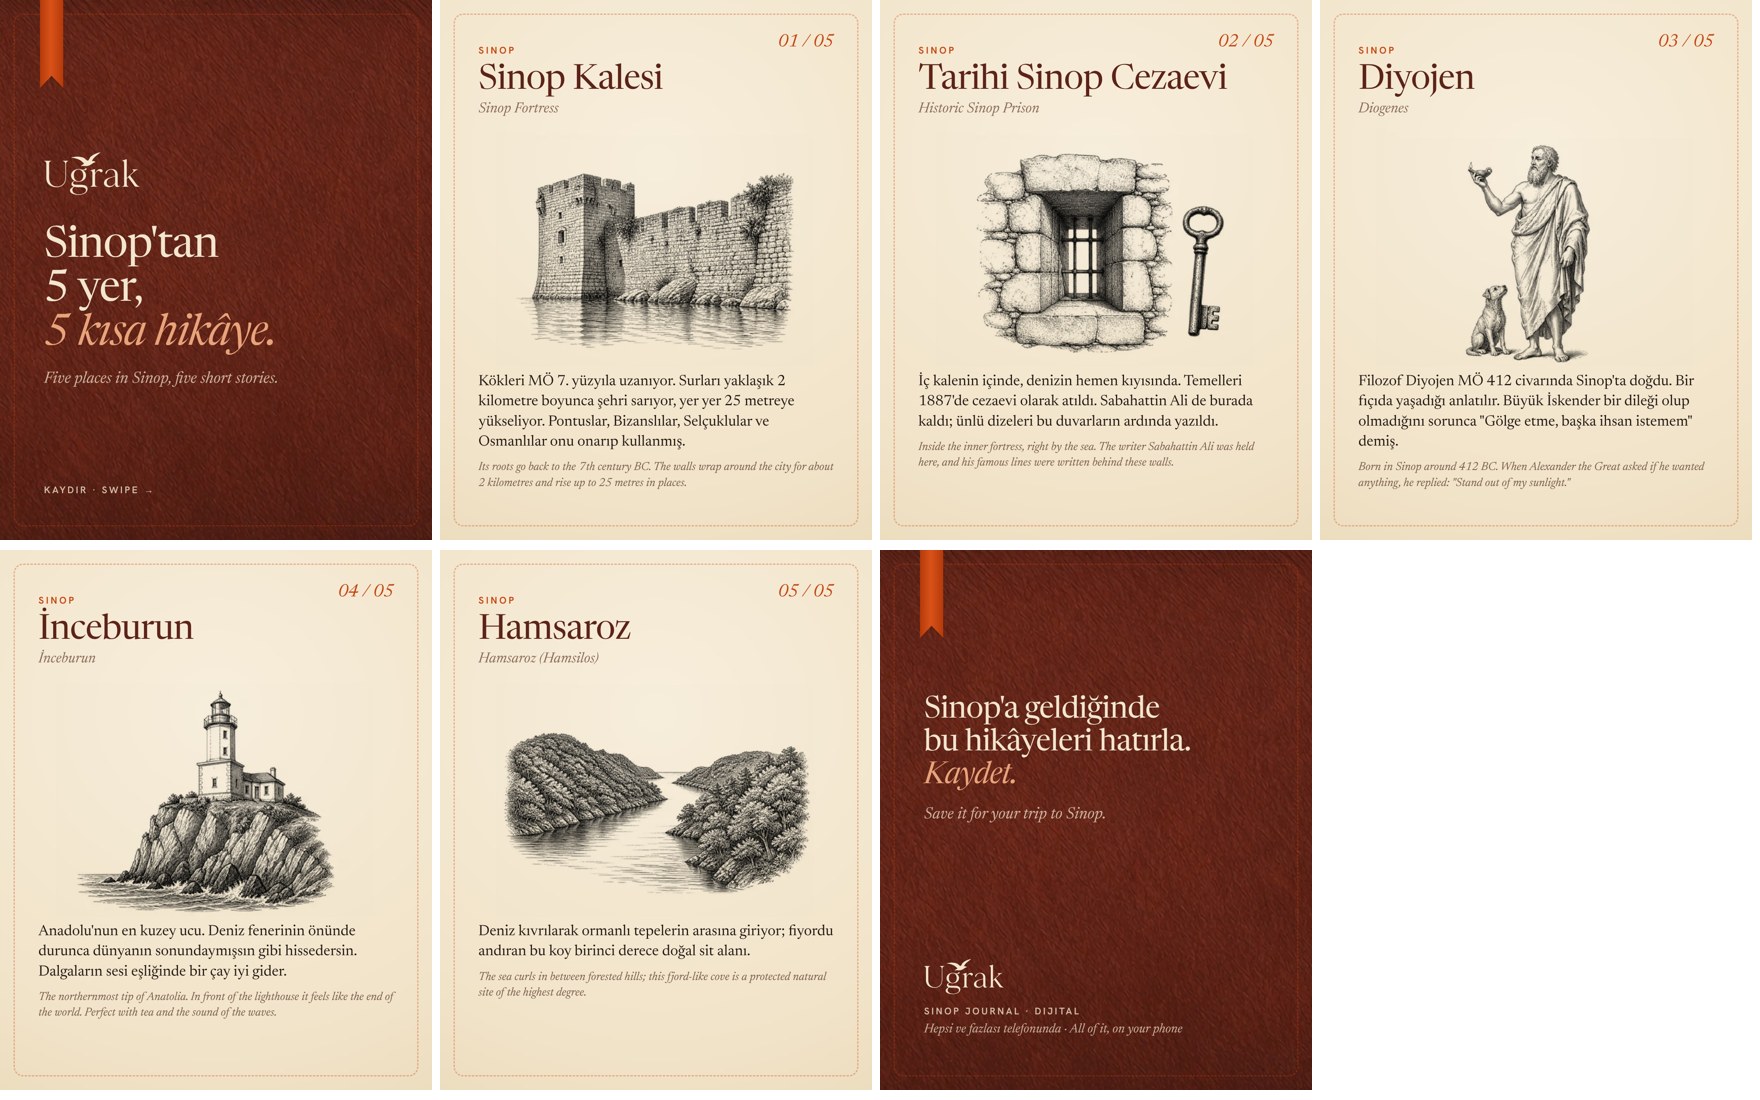 Uğrak
Sinop'tan
5 yer,
5 kısa hikâye.
Five places in Sinop, five short stories.
KAYDIR · SWIPE →
01 / 05
SINOP
Sinop Kalesi
Sinop Fortress
Kökleri MÖ 7. yüzyıla uzanıyor. Surları yaklaşık 2
kilometre boyunca şehri sarıyor, yer yer 25 metreye
yükseliyor. Pontuslar, Bizanslılar, Selçuklular ve
Osmanlılar onu onarıp kullanmış.
Its roots go back to the 7th century BC. The walls wrap around the city for about
2 kilometres and rise up to 25 metres in places.
02 / 05
SINOP
Tarihi Sinop Cezaevi
Historic Sinop Prison
İç kalenin içinde, denizin hemen kıyısında. Temelleri
1887'de cezaevi olarak atıldı. Sabahattin Ali de burada
kaldı; ünlü dizeleri bu duvarların ardında yazıldı.
Inside the inner fortress, right by the sea. The writer Sabahattin Ali was held
here, and his famous lines were written behind these walls.
03 / 05
SINOP
Diyojen
Diogenes
Filozof Diyojen MÖ 412 civarında Sinop'ta doğdu. Bir
fıçıda yaşadığı anlatılır. Büyük İskender bir dileği olup
olmadığını sorunca "Gölge etme, başka ihsan istemem"
demiş.
Born in Sinop around 412 BC. When Alexander the Great asked if he wanted
anything, he replied: "Stand out of my sunlight."
04 / 05
SINOP
İnceburun
İnceburun
Anadolu'nun en kuzey ucu. Deniz fenerinin önünde
durunca dünyanın sonundaymışsın gibi hissedersin.
Dalgaların sesi eşliğinde bir çay iyi gider.
The northernmost tip of Anatolia. In front of the lighthouse it feels like the end of
the world. Perfect with tea and the sound of the waves.
05 / 05
SINOP
Hamsaroz
Hamsaroz (Hamsilos)
Deniz kıvrılarak ormanlı tepelerin arasına giriyor; fiyordu
andıran bu koy birinci derece doğal sit alanı.
The sea curls in between forested hills; this fjord-like cove is a protected natural
site of the highest degree.
Sinop'a geldiğinde
bu hikâyeleri hatırla.
Kaydet.
Save it for your trip to Sinop.
Uğrak
SINOP JOURNAL · DIJITAL
Hepsi ve fazlası telefonunda · All of it, on your phone